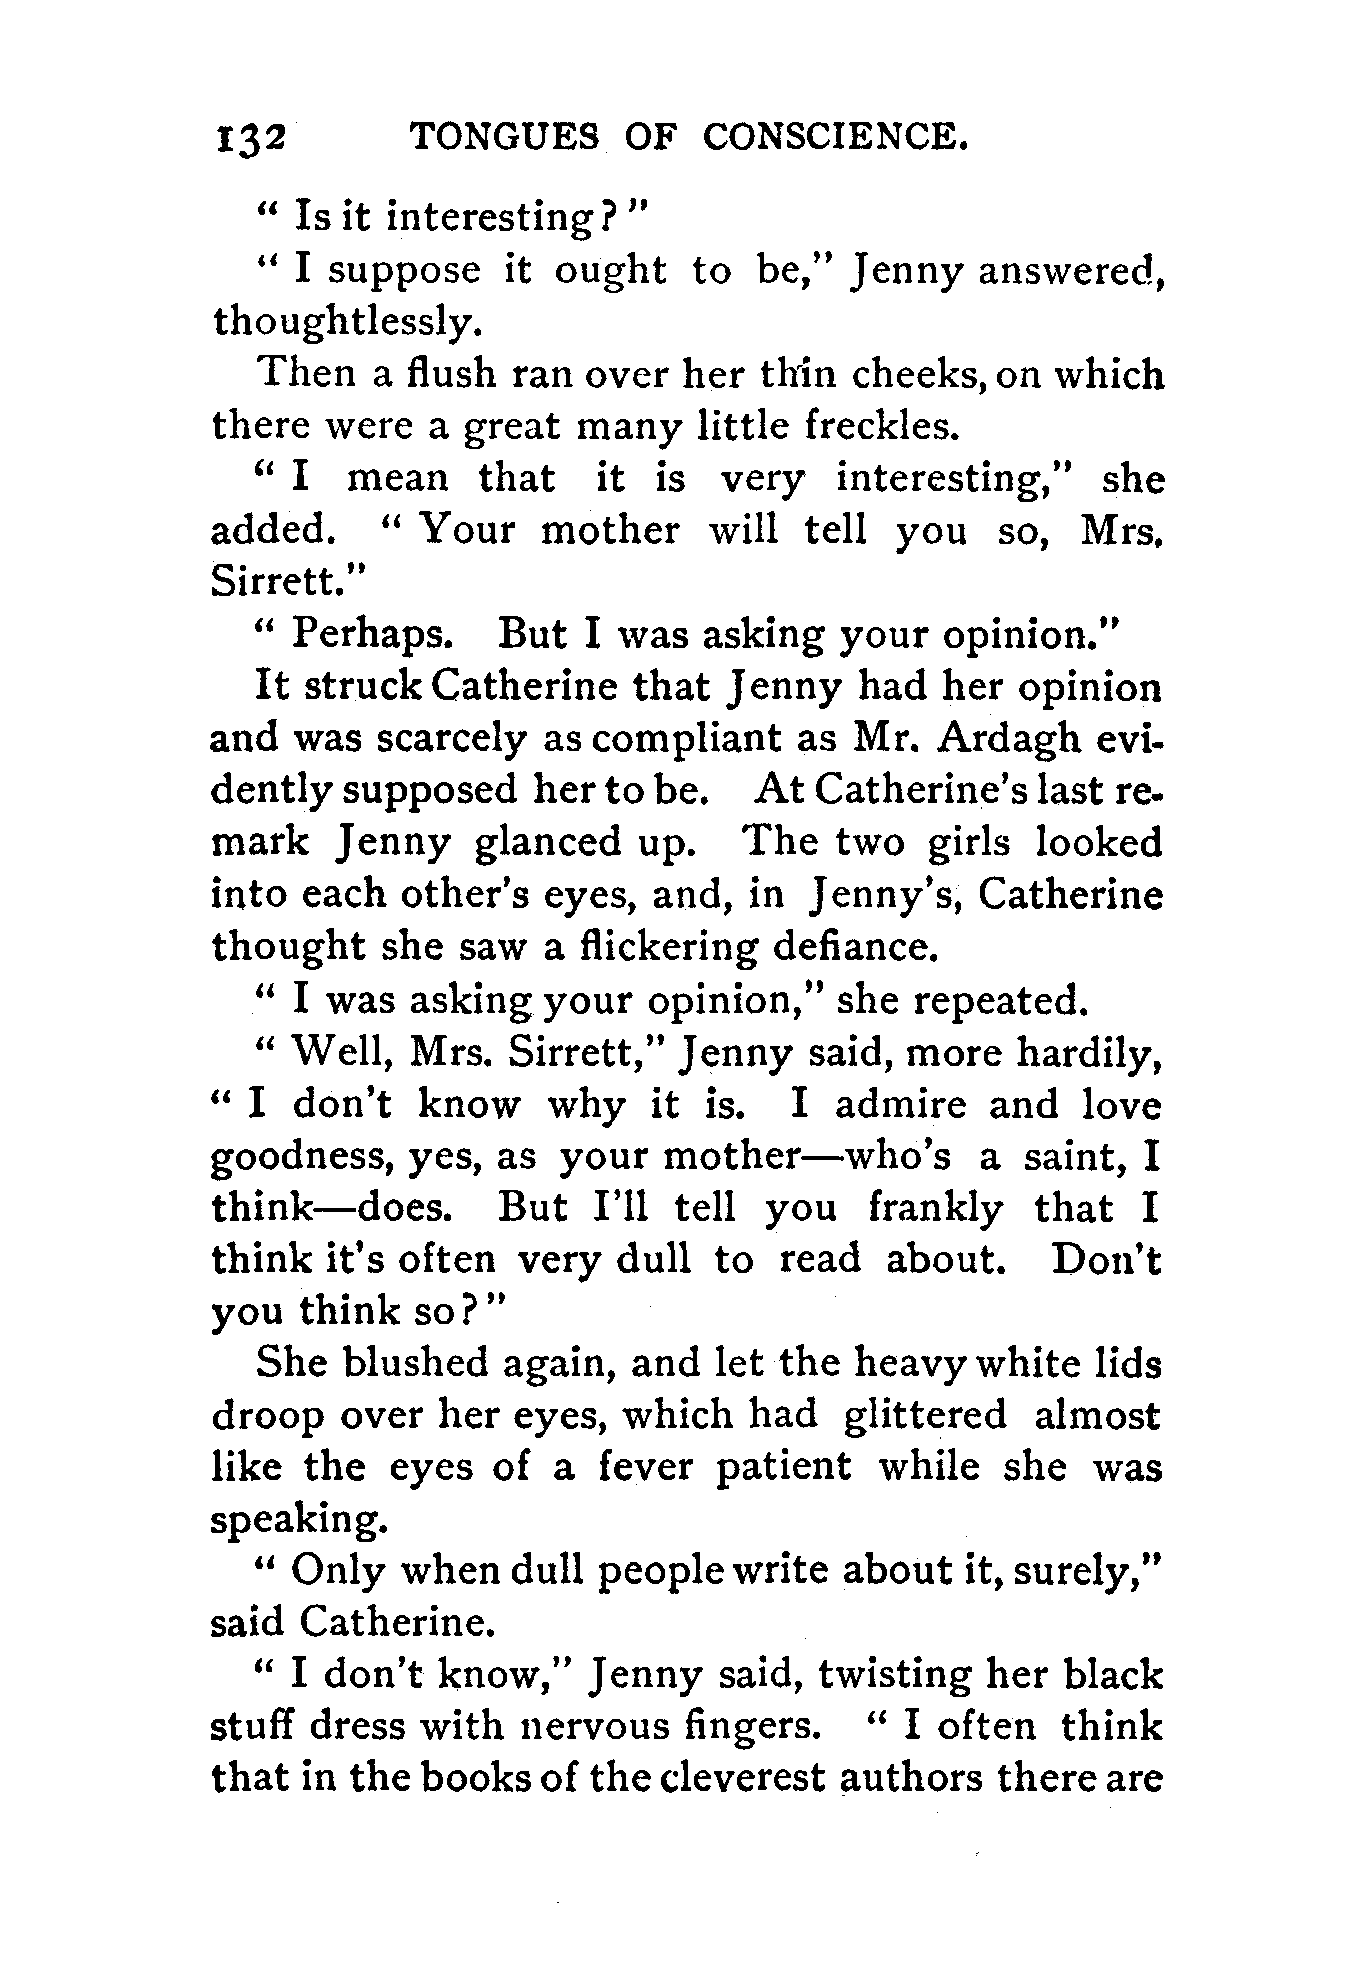 132 TONGUES OF CONSCIENCE.
" Is it interesting? "
" I suppose it ought to be," Jenny answered,
thoughtlessly.
Then a flush ran over her thin cheeks, on which
there were a great many little freckles.
" I mean that it is very interesting," she
added. " Your mother will tell you so, Mrs.
Sirrett."
" Perhaps. But I was asking your opinion."
It struck Catherine that Jenny had her opinion
and was scarcely as compliant as Mr. Ardagh evi-
dently supposed her to be. At Catherine's last re-
mark Jenny glanced up. The two girls looked
into each other's eyes, and, in Jenny's, Catherine
thought she saw a flickering defiance.
" I was asking your opinion," she repeated.
" Well, Mrs. Sirrett," Jenny said, more hardily,
" I don't know why it is. I admire and love
goodness, yes, as your mother—who's a saint, I
think—does. But I'll tell you frankly that I
think it's often very dull to read about. Don't
you think so? "
She blushed again, and let the heavy white lids
droop over her eyes, which had glittered almost
like the eyes of a fever patient while she was
speaking.
" Only when dull people write about it, surely,"
said Catherine.
" I don't know," Jenny said, twisting her black
stuff dress with nervous fingers. " I often think
that in the books of the cleverest authors there are